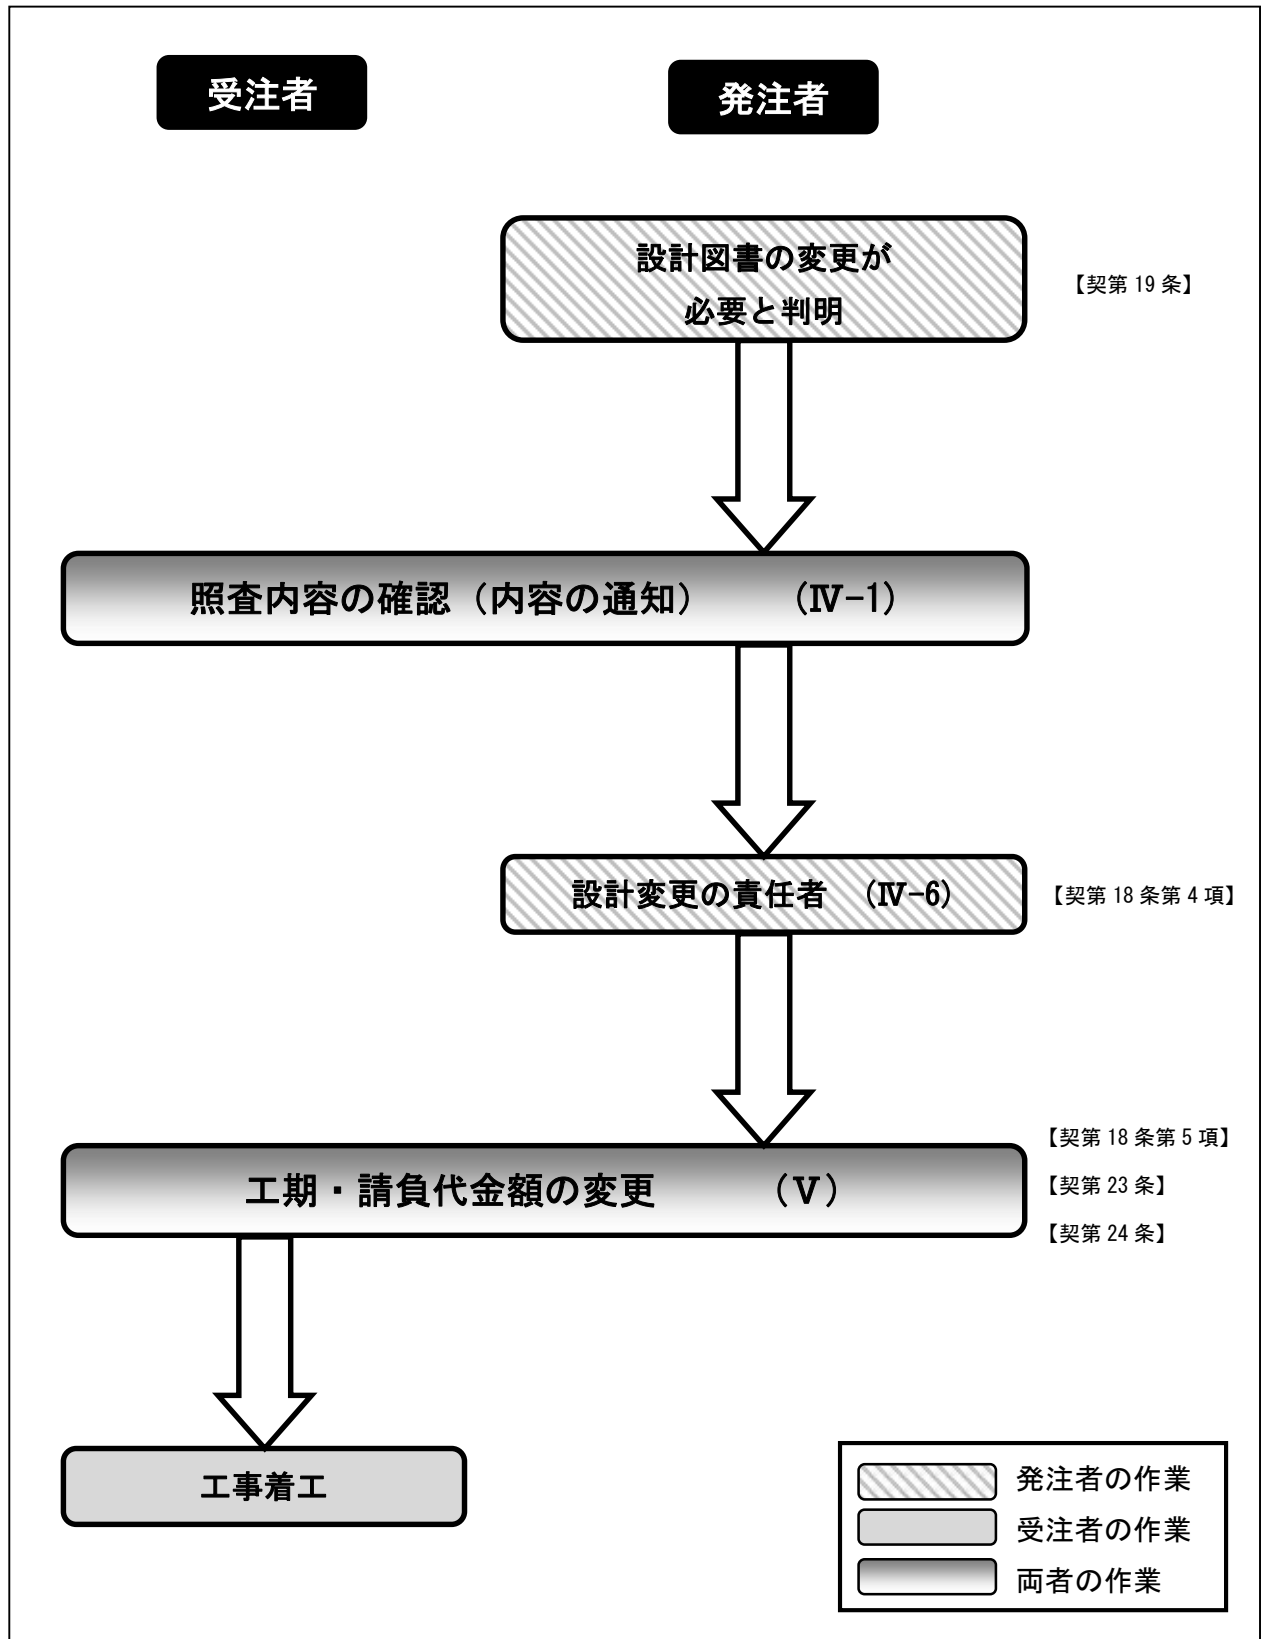 受注者
発注者
設計図書の変更が
必要と判明
【契第 19 条】
照査内容の確認（内容の通知） (Ⅳ-1)
設計変更の責任者 (Ⅳ-6)
【契第 18 条第 4 項】
工期・請負代金額の変更 (Ⅴ)
【契第 18 条第 5 項】
【契第 23 条】
【契第 24 条】
工事着工
発注者の作業
受注者の作業
両者の作業